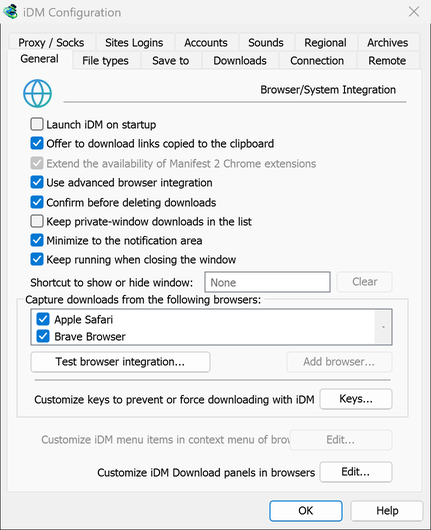 iDM Configuration
Proxy / Socks Sites Logins Accounts Sounds Regional Archives
General File types Save to Downloads Connection Remote
Browser/System Integration
Launch iDM on startup
Offer to download links copied to the clipboard
Extend the availability of Manifest 2 Chrome extensions
Use advanced browser integration
Confirm before deleting downloads
Keep private-window downloads in the list
Minimize to the notification area
Keep running when closing the window
Shortcut to show or hide window: None Clear
Capture downloads from the following browsers:
Apple Safari
Brave Browser
Test browser integration... Add browser...
Customize keys to prevent or force downloading with iDM Keys...
Customize iDM menu items in context menu of brow Edit...
Customize iDM Download panels in browsers Edit...
OK Help